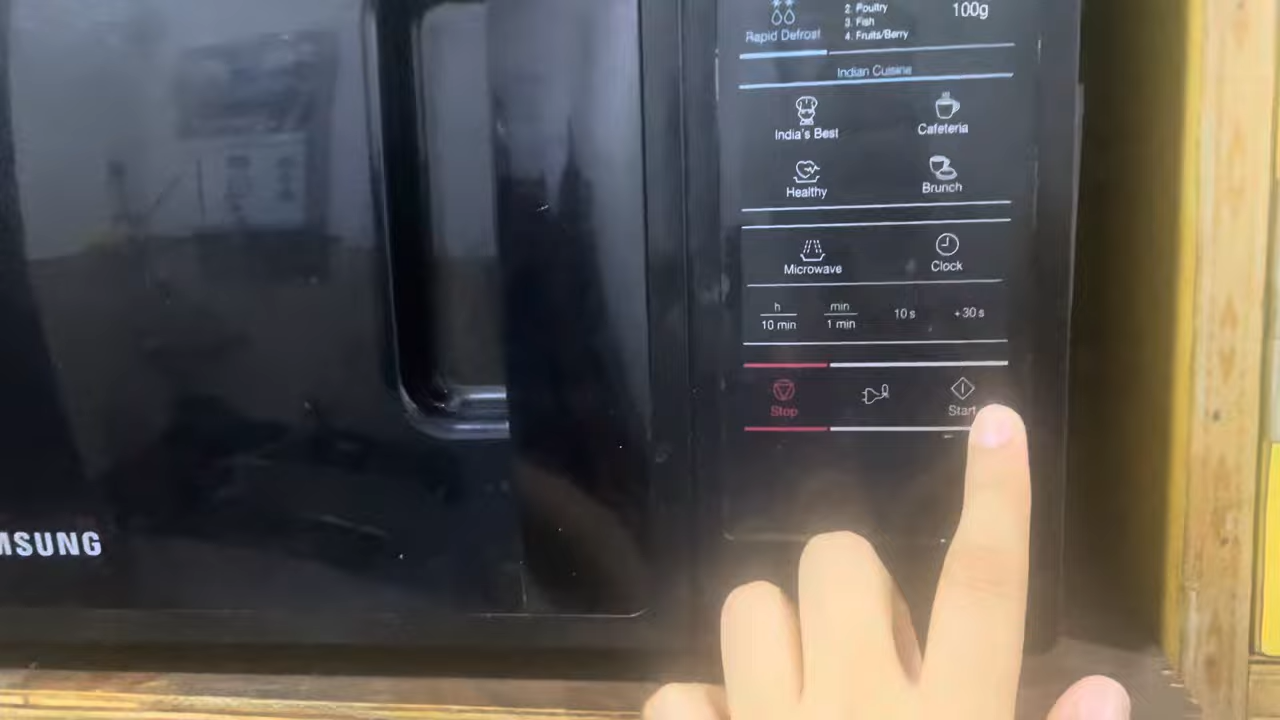 2. Poultry
100g
3. Fish
Rapid Defrost
4. Fruits/Berry
Indian Cuisine
India's Best
Cafeteria
Healthy
Brunch
Microwave
Clock
h
min
10 s
+30 s
10 min
1 min
Stop
Start
MSUNG